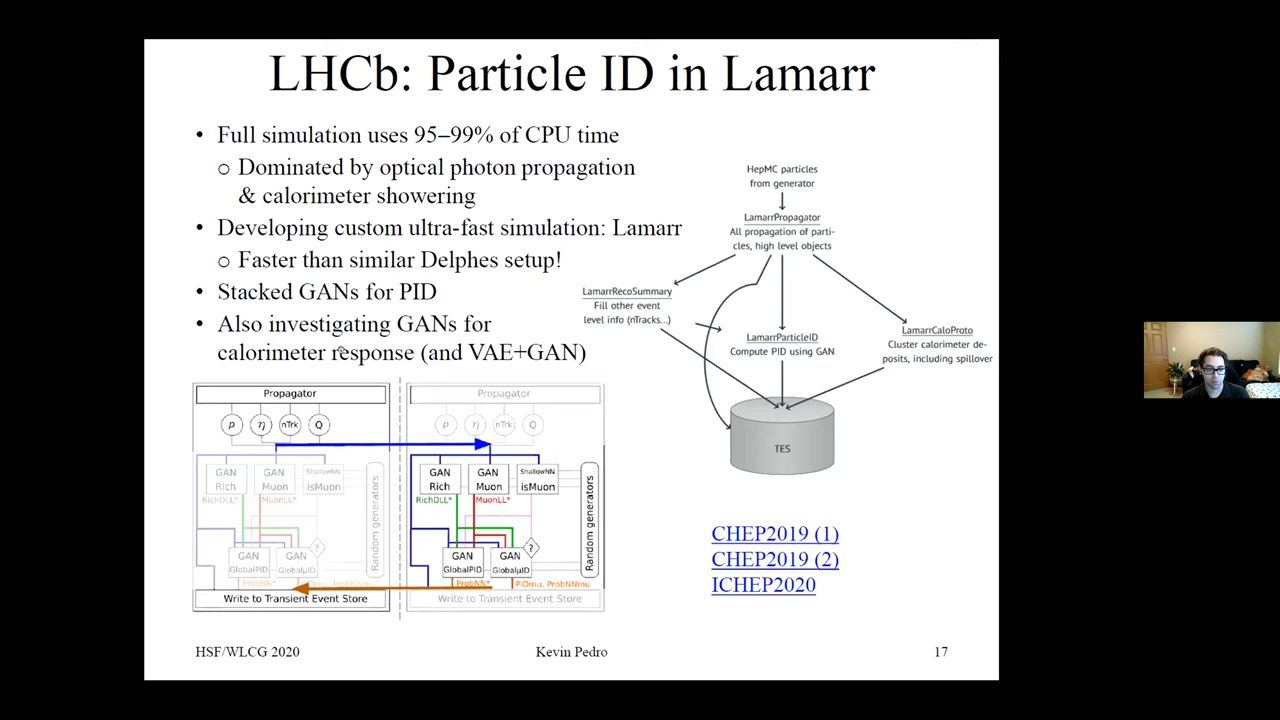 LHCb: Particle ID in Lamarr
• Full simulation uses 95–99% of CPU time
o Dominated by optical photon propagation
& calorimeter showering
• Developing custom ultra-fast simulation: Lamarr
o Faster than similar Delphes setup!
• Stacked GANs for PID
• Also investigating GANs for
calorimeter response (and VAE+GAN)
HepMC particles
from generator
LamarrPropagator
All propagation of parti-
cles, high level objects
LamarrRecoSummary
Fill other event
level info (nTracks...)
LamarrParticleID
Compute PID using GAN
LamarrCaloProto
Cluster calorimeter de-
posits, including spillover
TES
Propagator
p η nTrk Q
GAN GAN ShallowNN
Rich Muon isMuon
RichDLL* MuonLL*
Random generators
?
GAN GAN
GlobalPID GlobalμID
ProbNN* PIDmu, ProbNNmu
Write to Transient Event Store
Propagator
p η nTrk Q
GAN GAN ShallowNN
Rich Muon isMuon
RichDLL* MuonLL*
Random generators
?
GAN GAN
GlobalPID GlobalμID
ProbNN* PIDmu, ProbNNmu
Write to Transient Event Store
CHEP2019 (1)
CHEP2019 (2)
ICHEP2020
HSF/WLCG 2020
Kevin Pedro
17